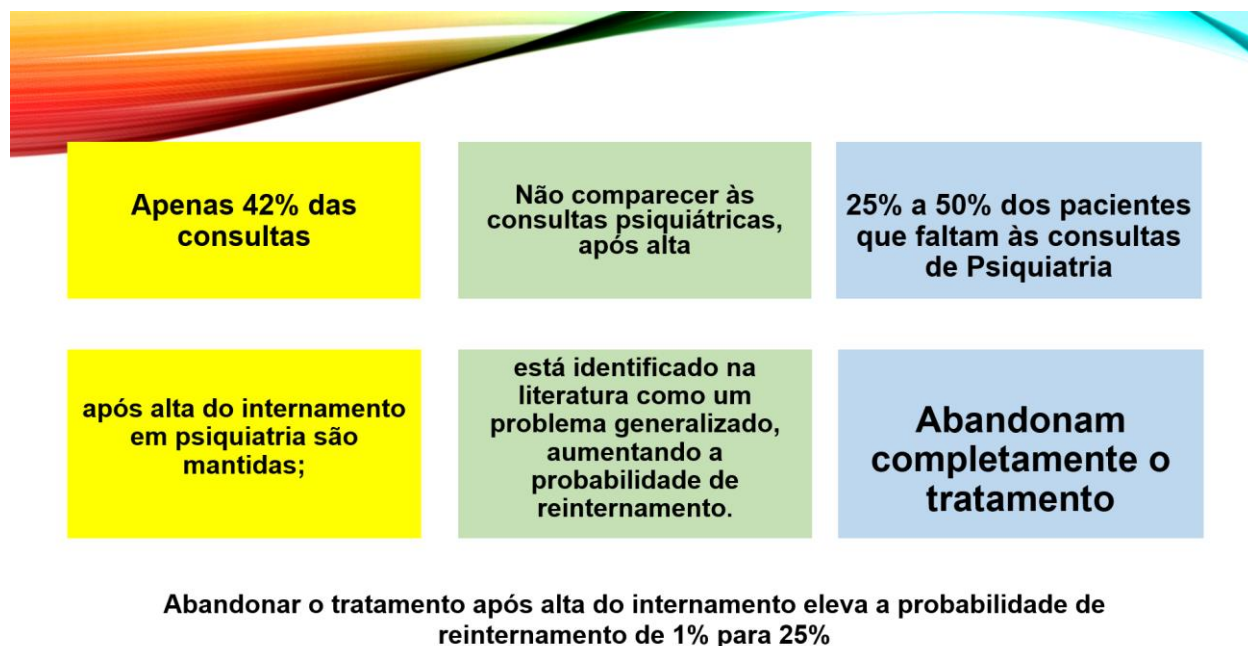 Apenas 42% das
consultas
após alta do internamento
em psiquiatria são
mantidas;
Não comparecer às
consultas psiquiátricas,
após alta
está identificado na
literatura como um
problema generalizado,
aumentando a
probabilidade de
reinternamento.
25% a 50% dos pacientes
que faltam às consultas
de Psiquiatria
Abandonam
completamente o
tratamento
Abandonar o tratamento após alta do internamento eleva a probabilidade de
reinternamento de 1% para 25%